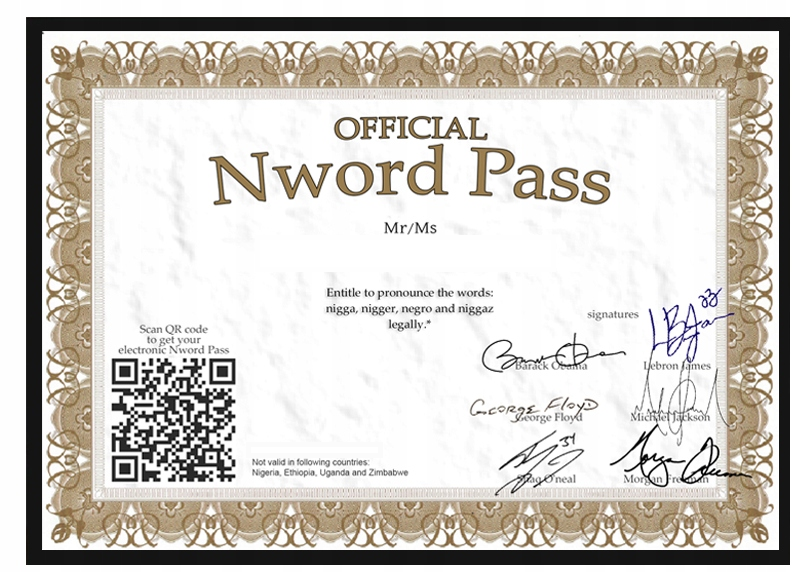 OFFICIAL
Nword Pass
Mr/Ms
Entitle to pronounce the words:
nigga, nigger, negro and niggaz
legally.*
signatures
Scan QR code
to get your
electronic Nword Pass
Barack Obama
Lebron James
George Floyd
George Floyd
Michael Jackson
34
Shaq O'neal
Morgan Freeman
Not valid in following countries:
Nigeria, Ethiopia, Uganda and Zimbabwe